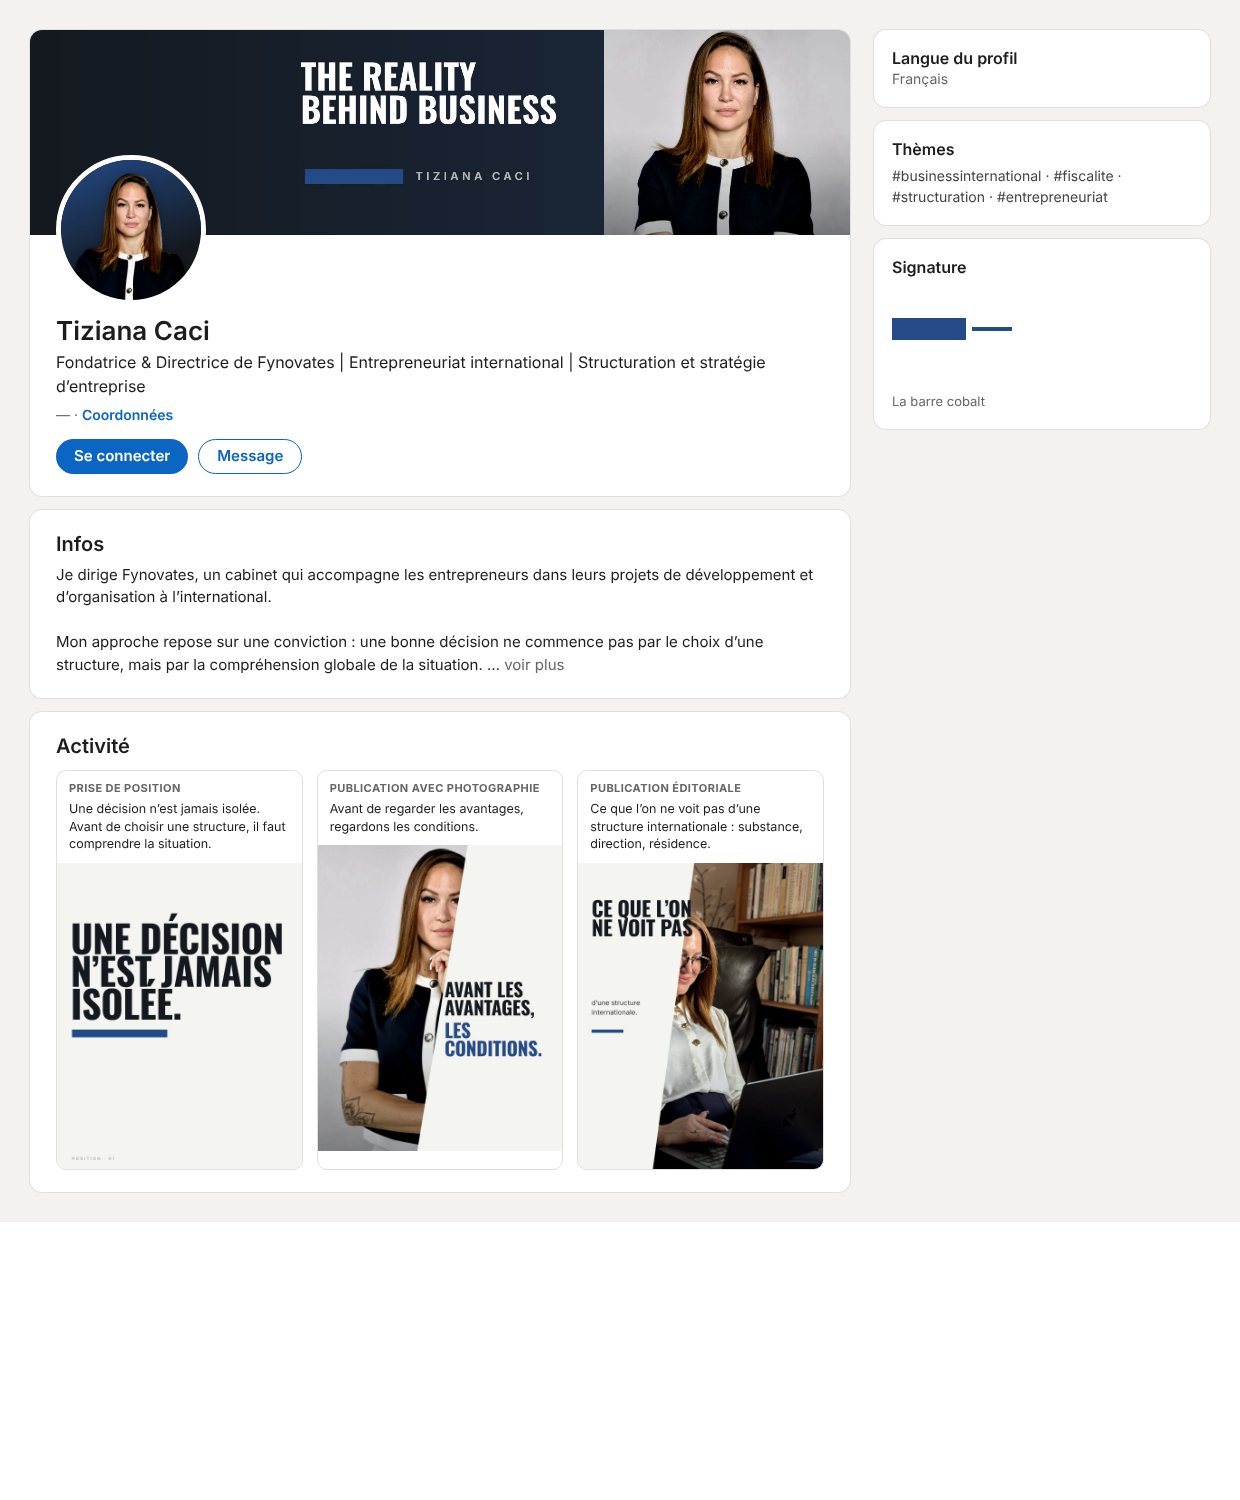 THE REALITY
BEHIND BUSINESS
TIZIANA CACI
Tiziana Caci
Fondatrice & Directrice de Fynovates | Entrepreneuriat international | Structuration et stratégie
d’entreprise
— · Coordonnées
Se connecter
Message
Infos
Je dirige Fynovates, un cabinet qui accompagne les entrepreneurs dans leurs projets de développement et
d’organisation à l’international.
Mon approche repose sur une conviction : une bonne décision ne commence pas par le choix d’une
structure, mais par la compréhension globale de la situation. ... voir plus
Activité
PRISE DE POSITION
Une décision n’est jamais isolée.
Avant de choisir une structure, il faut
comprendre la situation.
UNE DÉCISION
N’EST JAMAIS
ISOLÉE.
POSITION · 01
PUBLICATION AVEC PHOTOGRAPHIE
Avant de regarder les avantages,
regardons les conditions.
AVANT LES
AVANTAGES,
LES
CONDITIONS.
PUBLICATION ÉDITORIALE
Ce que l’on ne voit pas d’une
structure internationale : substance,
direction, résidence.
CE QUE L’ON
NE VOIT PAS
d’une structure
internationale.
Langue du profil
Français
Thèmes
#businessinternational · #fiscalite ·
#structuration · #entrepreneuriat
Signature
La barre cobalt